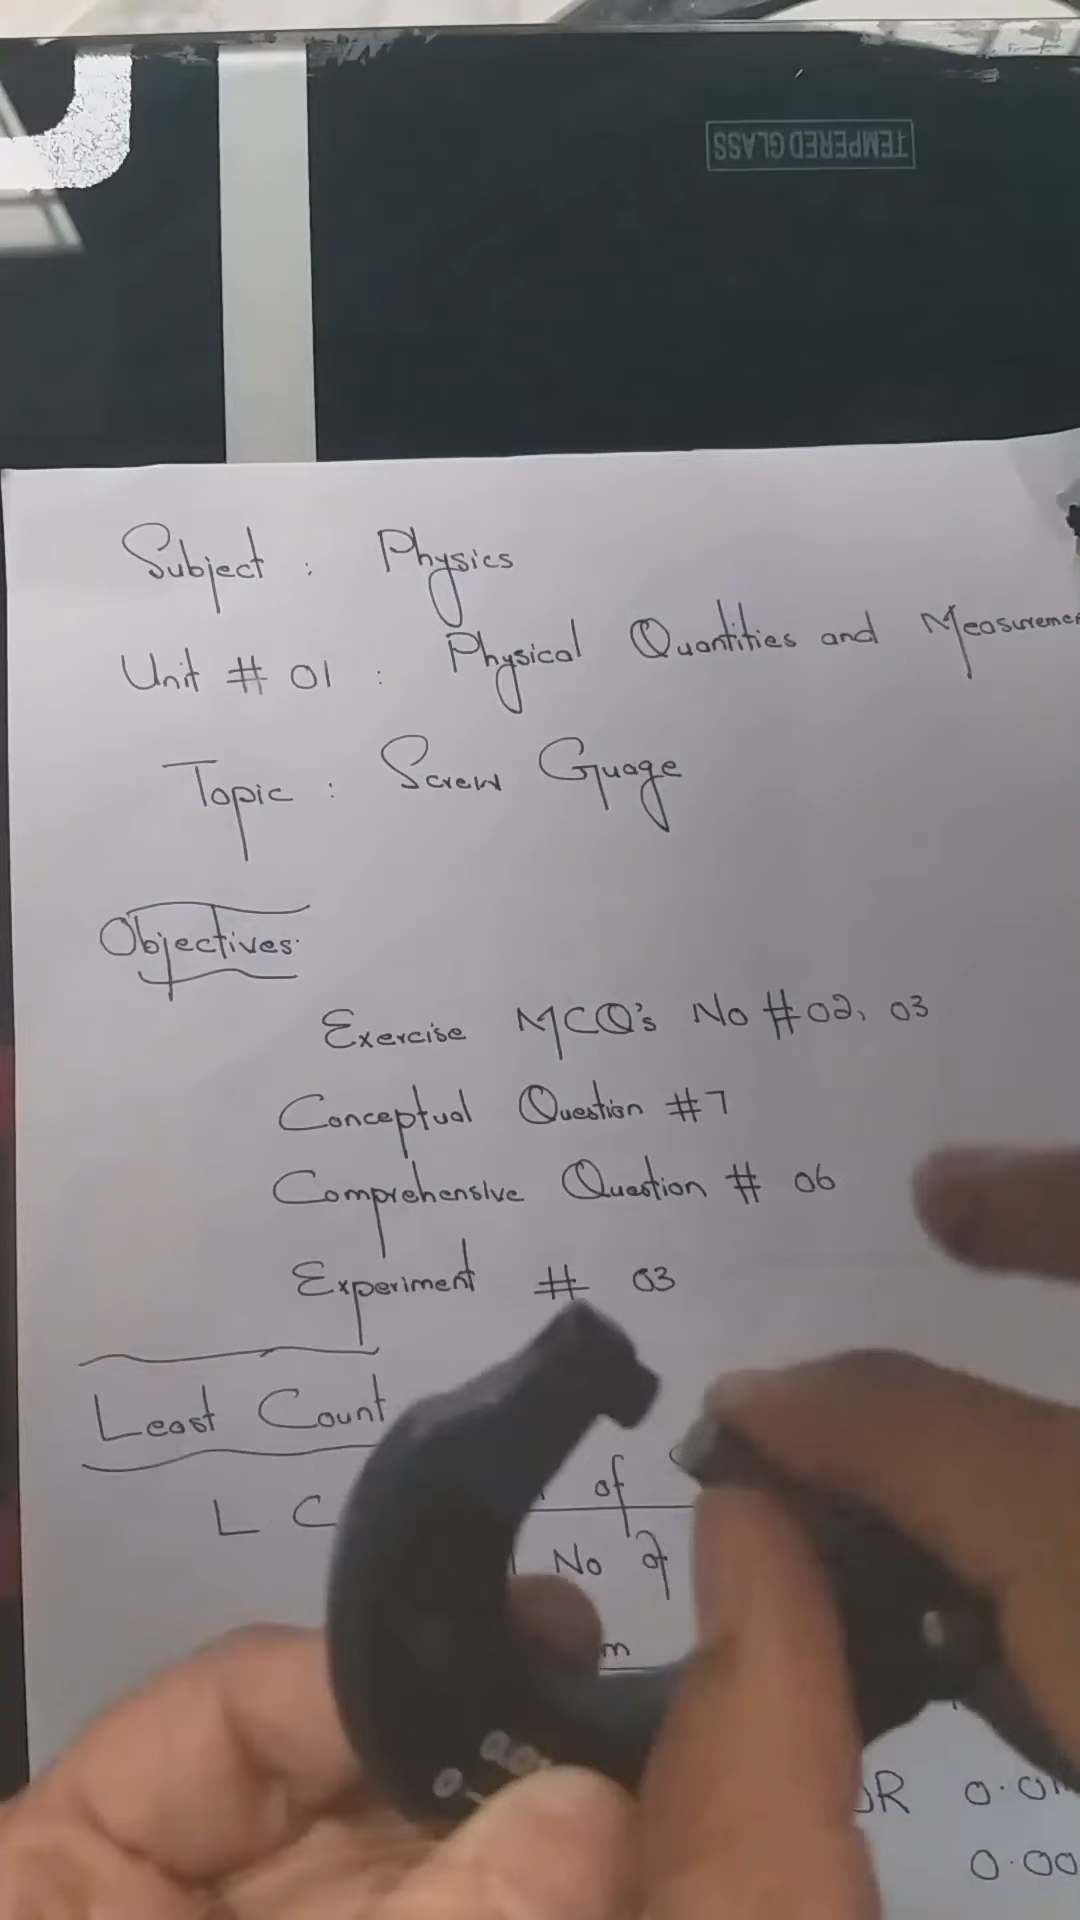 TEMPERED GLASS
Subject : Physics
Unit # 01 : Physical Quantities and
Topic : Screw Guage
Objectives
Exercise MCQ's No #02, 03
Conceptual Question #7
Comprehensive Question # 06
Experiment # 03
Least Count
L C of
No of
m